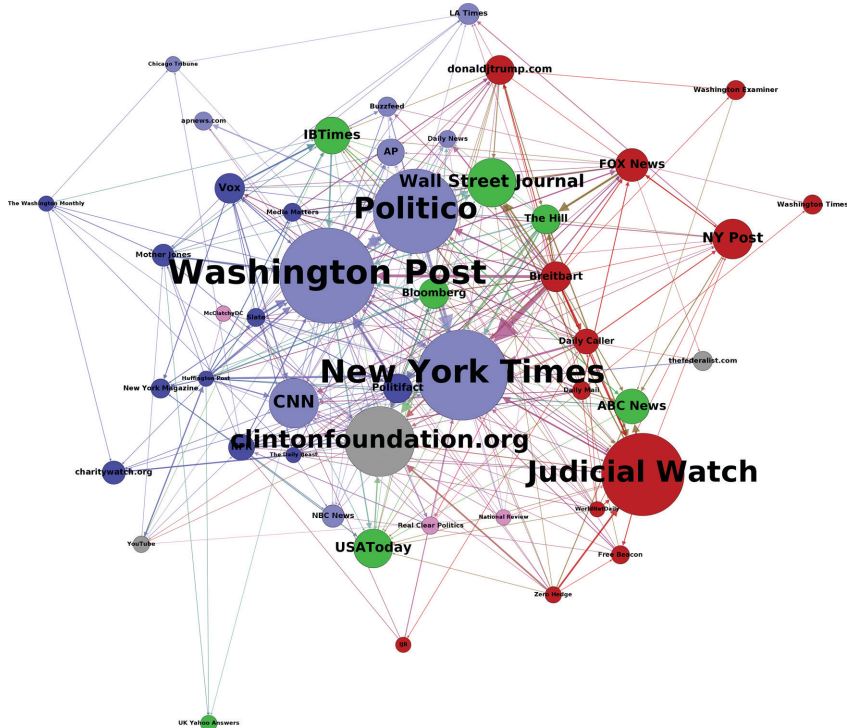 LA Times
Chicago Tribune
donalditrump.com
Washington Examiner
Buzzfeed
apnews.com
IBTimes
Daily News
AP
FOX News
Wall Street Journal
Vox
The Washington Monthly
Politico
Media Matters
The Hill
Washington Times
NY Post
Mother Jones
Washington Post
Breitbart
Bloomberg
McClatchyDC
Slate
Daily Caller
thefederalist.com
Huffington Post
New York Times
New York Magazine
Politifact
Daily Mail
CNN
ABC News
clintonfoundation.org
NPR
The Daily Beast
charitywatch.org
Judicial Watch
WorldNetDaily
NBC News
National Review
Real Clear Politics
YouTube
USAToday
Free Beacon
Zero Hedge
UK Yahoo Answers